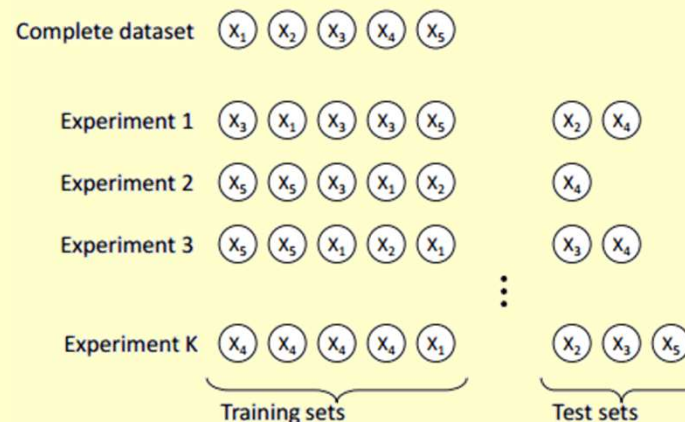 Complete dataset X₁ X₂ X₃ X₄ X₅
Experiment 1 X₃ X₁ X₃ X₃ X₅ X₂ X₄
Experiment 2 X₅ X₅ X₃ X₁ X₂ X₄
Experiment 3 X₅ X₅ X₁ X₂ X₁ X₃ X₄
Experiment K X₄ X₄ X₄ X₄ X₁ X₂ X₃ X₅
Training sets Test sets